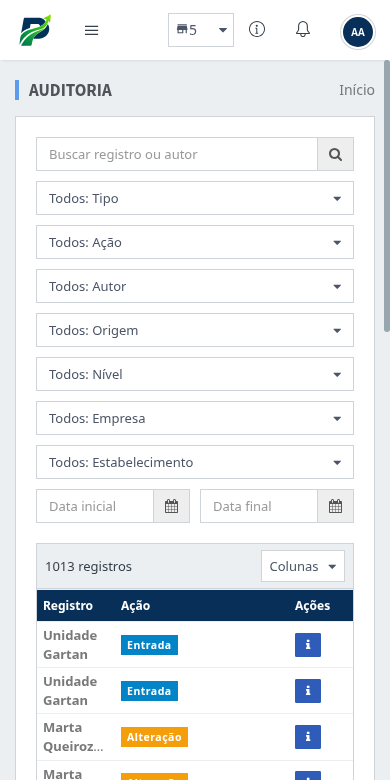 5
AA
AUDITORIA
Início
Buscar registro ou autor
Todos: Tipo
Todos: Ação
Todos: Autor
Todos: Origem
Todos: Nível
Todos: Empresa
Todos: Estabelecimento
Data inicial
Data final
1013 registros
Colunas
Registro
Ação
Ações
Unidade
Gartan
Entrada
Unidade
Gartan
Entrada
Marta
Queiroz...
Alteração
Marta